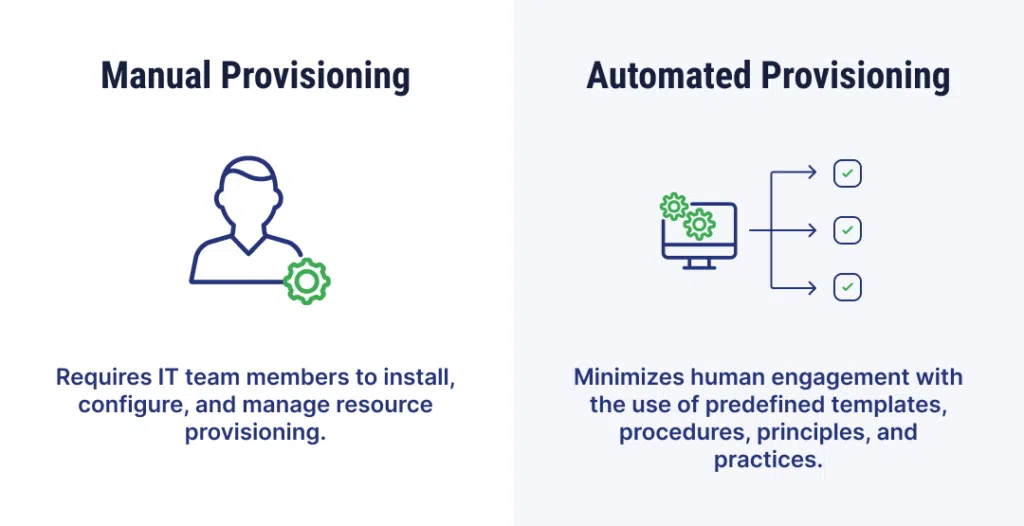 Manual Provisioning
Requires IT team members to install,
configure, and manage resource
provisioning.
Automated Provisioning
Minimizes human engagement with
the use of predefined templates,
procedures, principles, and
practices.